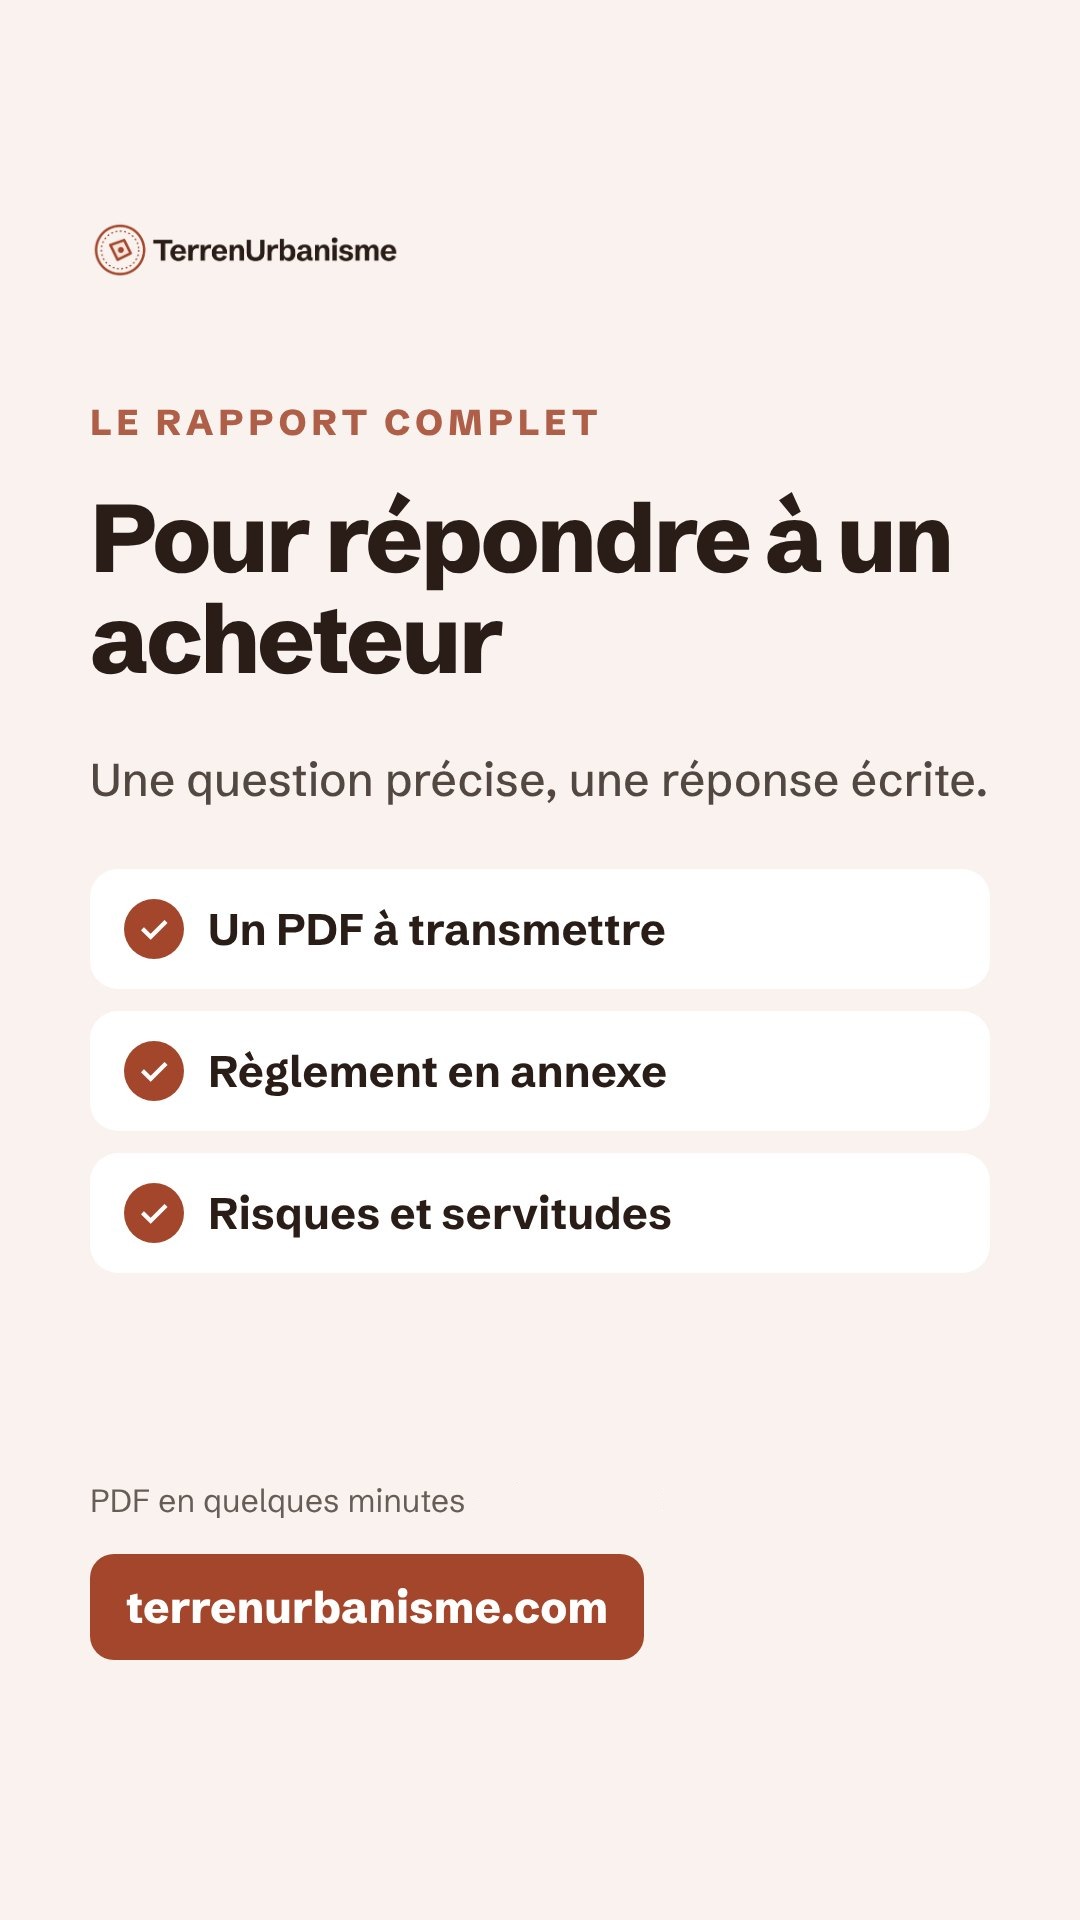 TerrenUrbanisme
LE RAPPORT COMPLET
Pour répondre à un
acheteur
Une question précise, une réponse écrite.
Un PDF à transmettre
Règlement en annexe
Risques et servitudes
PDF en quelques minutes
terrenurbanisme.com